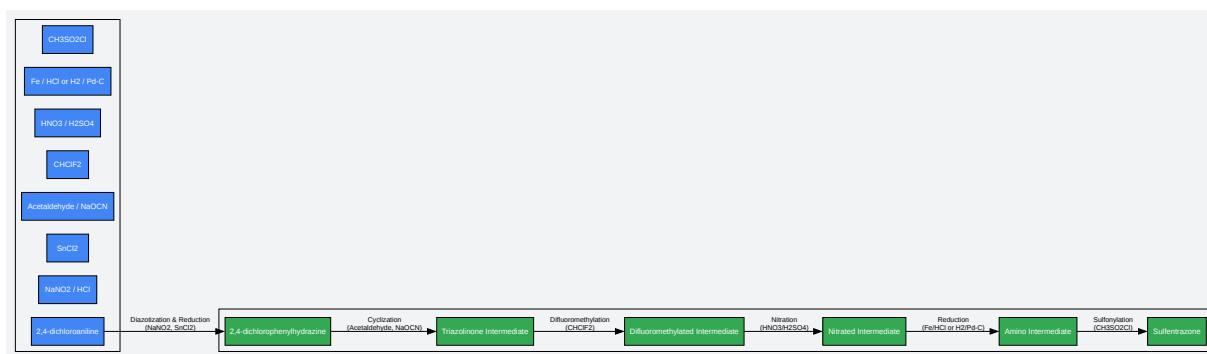 CH3SO2Cl
Fe / HCl or H2 / Pd-C
HNO3 / H2SO4
CHClF2
Acetaldehyde / NaOCN
SnCl2
NaNO2 / HCl
2,4-dichloroaniline
Diazotization & Reduction
(NaNO2, SnCl2)
2,4-dichlorophenylhydrazine
Cyclization
(Acetaldehyde, NaOCN)
Triazolinone Intermediate
Difluoromethylation
(CHClF2)
Difluoromethylated Intermediate
Nitration
(HNO3/H2SO4)
Nitrated Intermediate
Reduction
(Fe/HCl or H2/Pd-C)
Amino Intermediate
Sulfonylation
(CH3SO2Cl)
Sulfentrazone